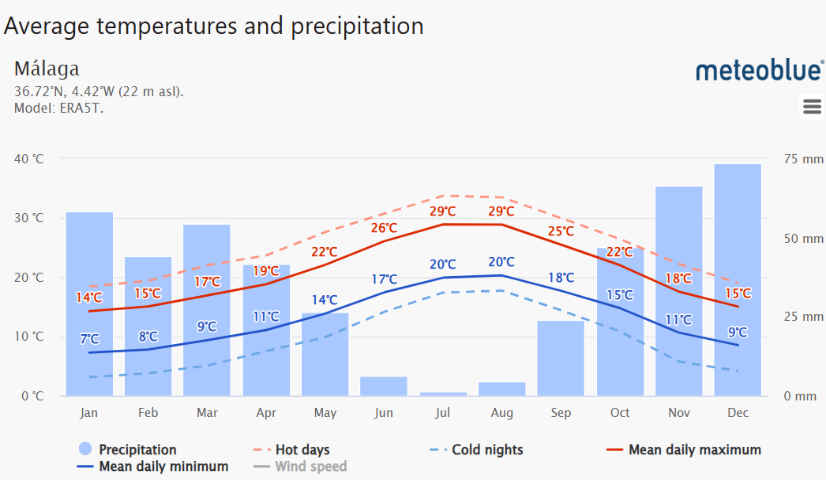 Average temperatures and precipitation
Málaga
meteoblue®
36.72°N, 4.42°W (22 m asl).
Model: ERA5T.
40 °C
75 mm
30 °C
50 mm
20 °C
25 mm
10 °C
0 °C
0 mm
14°C 15°C 17°C 19°C 22°C 26°C 29°C 29°C 25°C 22°C 18°C 15°C
7°C 8°C 9°C 11°C 14°C 17°C 20°C 20°C 18°C 15°C 11°C 9°C
Jan Feb Mar Apr May Jun Jul Aug Sep Oct Nov Dec
Precipitation Hot days Cold nights Mean daily maximum
Mean daily minimum Wind speed